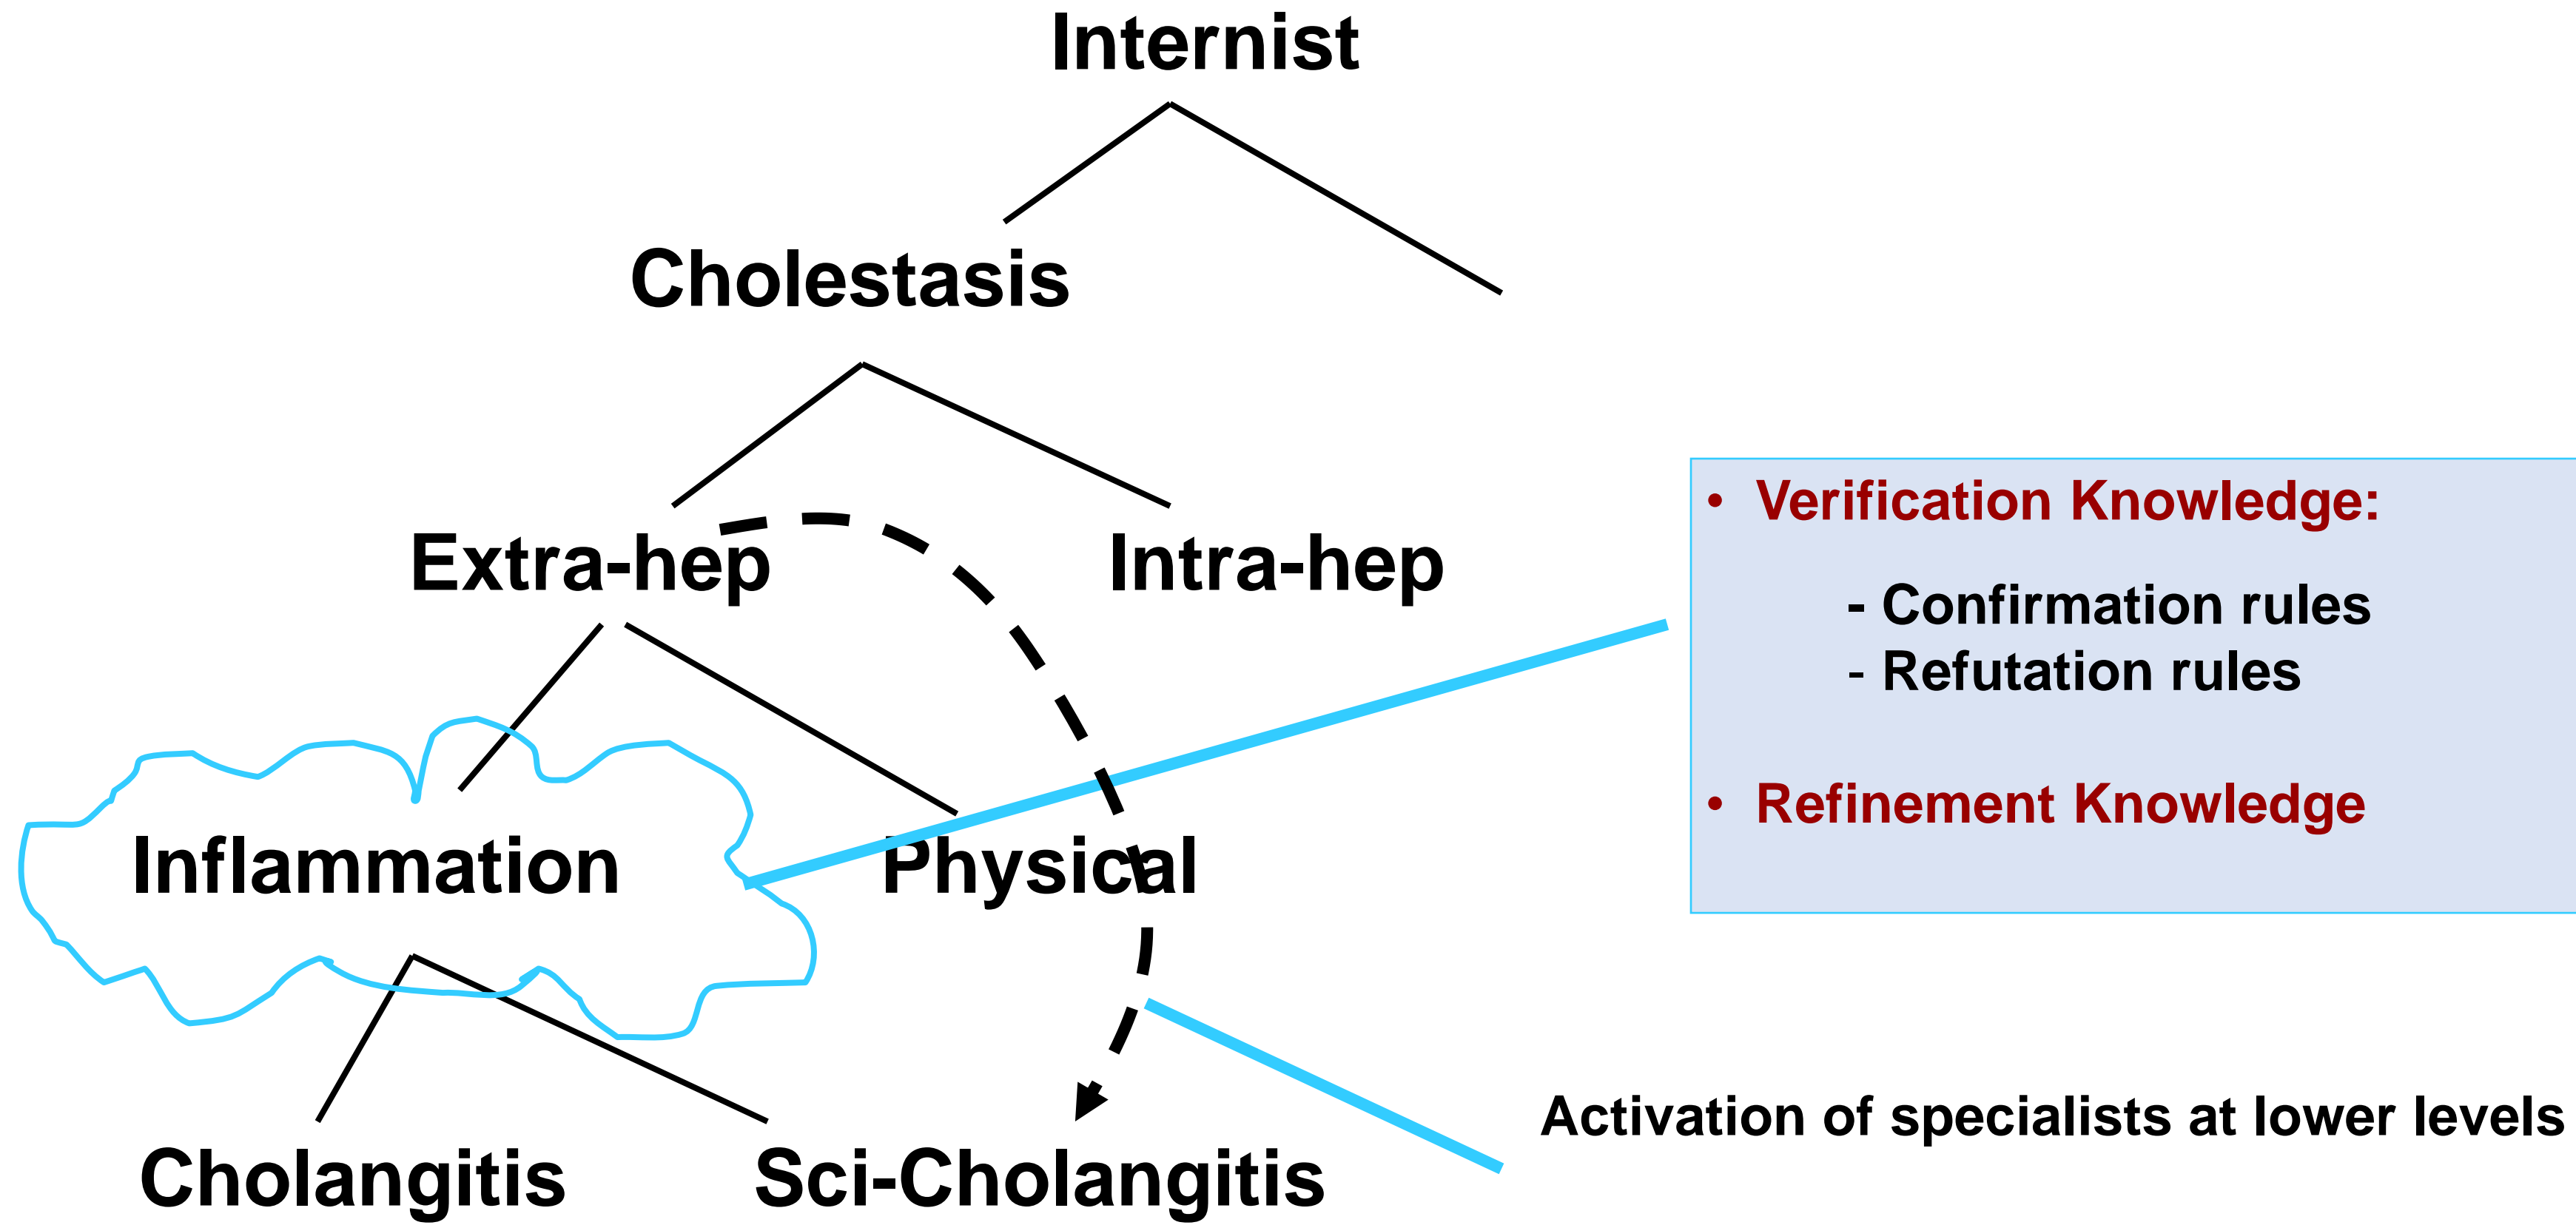 Internist
Cholestasis
Extra-hep
Intra-hep
• Verification Knowledge:
- Confirmation rules
- Refutation rules
• Refinement Knowledge
Inflammation
Physical
Activation of specialists at lower levels
Cholangitis
Sci-Cholangitis